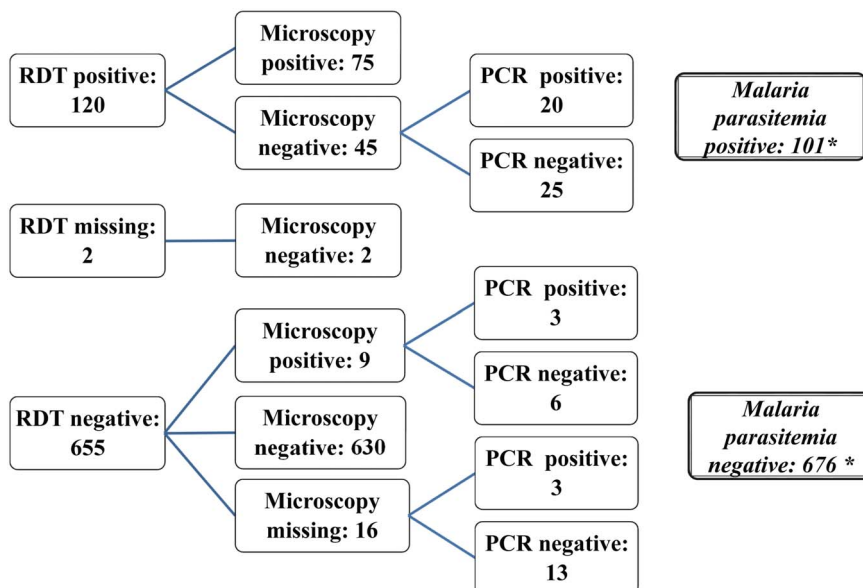 RDT positive:
120
Microscopy
positive: 75
Microscopy
negative: 45
PCR positive:
20
PCR negative:
25
Malaria
parasitemia
positive: 101*
RDT missing:
2
Microscopy
negative: 2
RDT negative:
655
Microscopy
positive: 9
Microscopy
negative: 630
Microscopy
missing: 16
PCR positive:
3
PCR negative:
6
PCR positive:
3
PCR negative:
13
Malaria
parasitemia
negative: 676 *